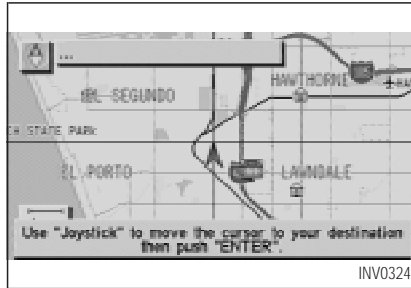 ...
HAWTHORNE
EL SEGUNDO
CH STATE PARK
EL PORTO
LAWNDALE
Use "Joystick" to move the cursor to your destination
then push "ENTER".
INV0324